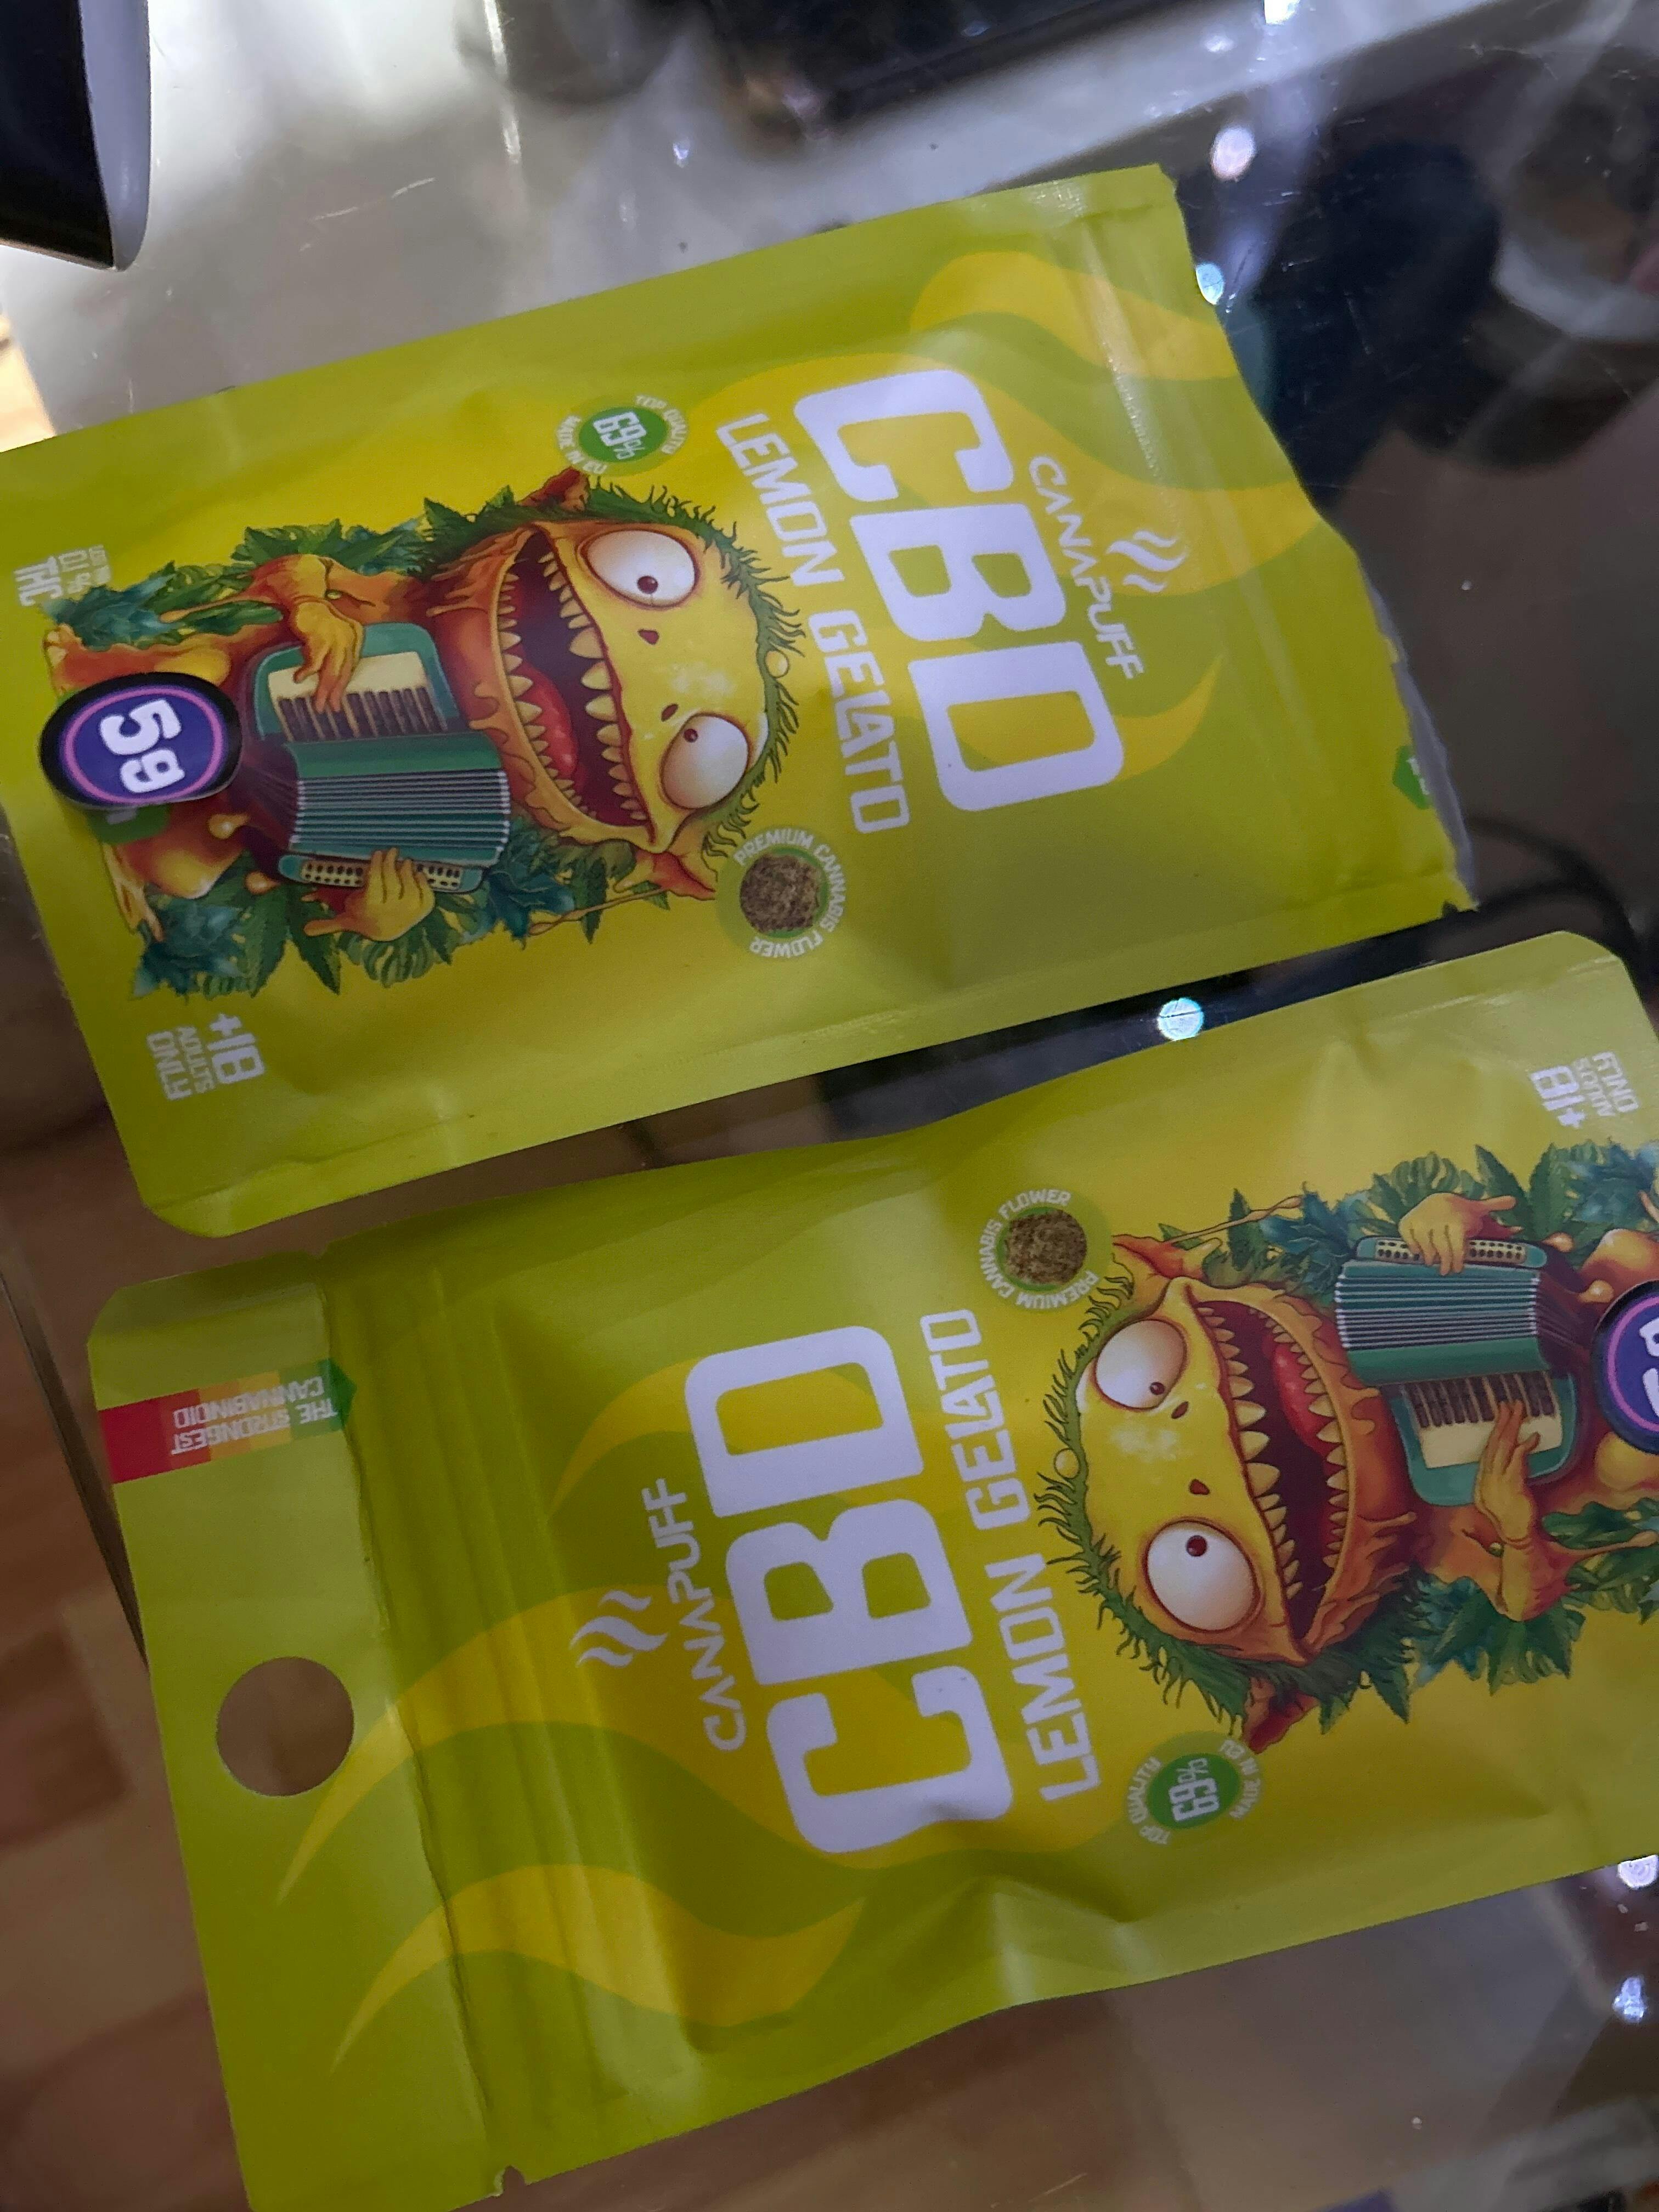 CANAPUFF
CBD
LEMON GELATO
TOP QUALITY
69%
MADE IN EU
PREMIUM CANNABIS FLOWER
THC
5g
18+
ADULTS
ONLY
THE STRONGEST
CANNABINOID
CANAPUFF
CBD
LEMON GELATO
PREMIUM CANNABIS FLOWER
TOP QUALITY
69%
MADE IN
18+
ADULTS
ONLY